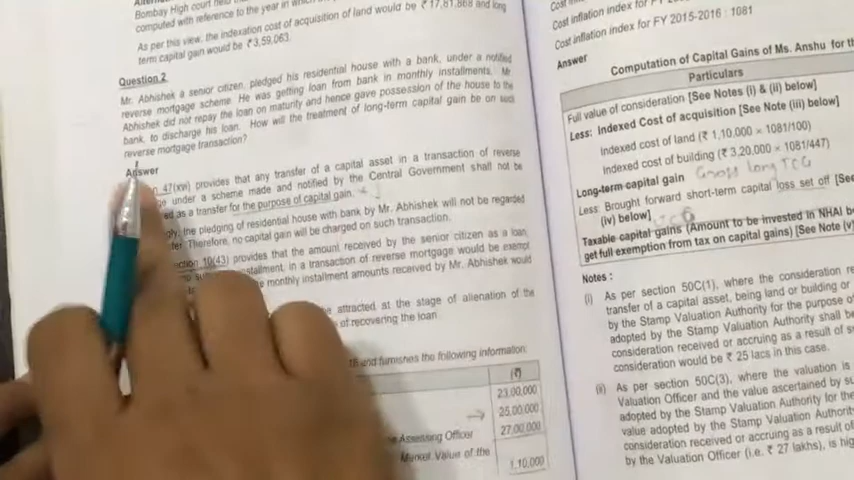 Bombay High court held
computed with reference to the year in which
As per this view, the indexation cost of acquisition of land would be ₹ 17,81,868 and long
term capital gain would be ₹ 3,59,063.
Question 2
Mr. Abhishek a senior citizen, pledged his residential house with a bank, under a notified
reverse mortgage scheme. He was getting loan from bank in monthly installments. Mr.
Abhishek did not repay the loan on maturity and hence gave possession of the house to the
bank, to discharge his loan. How will the treatment of long-term capital gain be on such
reverse mortgage transaction?
Answer
47(xvi) provides that any transfer of a capital asset in a transaction of reverse
under a scheme made and notified by the Central Government shall not be
as a transfer for the purpose of capital gain.
the pledging of residential house with bank by Mr. Abhishek will not be regarded
Therefore, no capital gain will be charged on such transaction.
10(43) provides that the amount received by the senior citizen as a loan,
installment, in a transaction of reverse mortgage would be exempt
monthly installment amounts received by Mr. Abhishek would
attracted at the stage of alienation of the
of recovering the loan.
and furnishes the following information
(₹)
23,00,000
25,00,000
Assessing Officer 27,00,000
Market Value of the
1,10,000
Cost inflation index for
Cost inflation index for FY 2015-2016 : 1081
Answer
Computation of Capital Gains of Ms. Anshu for th
Particulars
Full value of consideration [See Notes (i) & (ii) below]
Less: Indexed Cost of acquisition [See Note (iii) below]
Indexed cost of land (₹ 1,10,000 × 1081/100)
Indexed cost of building (₹ 3,20,000 × 1081/447)
Long-term capital gain Gross long TCG
Less: Brought forward short-term capital loss set off [See
(iv) below]
Taxable capital gains (Amount to be invested in NHAI
get full exemption from tax on capital gains) [See Note (v)
Notes :
(i) As per section 50C(1), where the consideration re
transfer of a capital asset, being land or building or
by the Stamp Valuation Authority for the purpose of
adopted by the Stamp Valuation Authority shall be
consideration received or accruing as a result of s
consideration would be ₹ 25 lacs in this case.
(ii) As per section 50C(3), where the valuation is
Valuation Officer and the value ascertained by su
adopted by the Stamp Valuation Authority for the
value adopted by the Stamp Valuation Authority
consideration received or accruing as a result of
by the Valuation Officer (i.e. ₹ 27 lakhs), is high